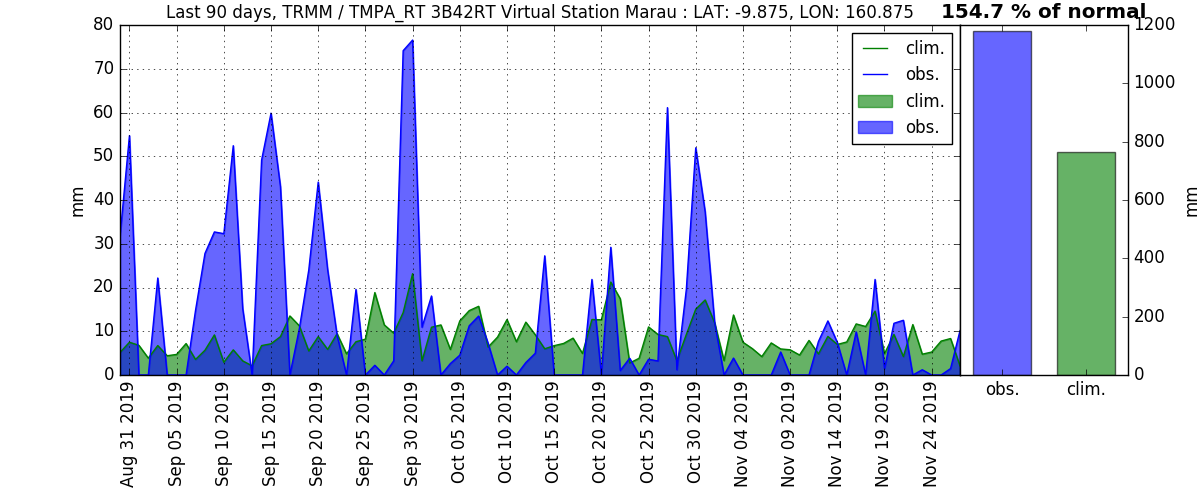 Last 90 days, TRMM / TMPA_RT 3B42RT Virtual Station Marau : LAT: -9.875, LON: 160.875
154.7 % of normal
80
70
60
50
40
30
20
10
0
mm
clim.
obs.
clim.
obs.
1200
1000
800
600
400
200
0
mm
obs.
clim.
Aug 31 2019
Sep 05 2019
Sep 10 2019
Sep 15 2019
Sep 20 2019
Sep 25 2019
Sep 30 2019
Oct 05 2019
Oct 10 2019
Oct 15 2019
Oct 20 2019
Oct 25 2019
Oct 30 2019
Nov 04 2019
Nov 09 2019
Nov 14 2019
Nov 19 2019
Nov 24 2019